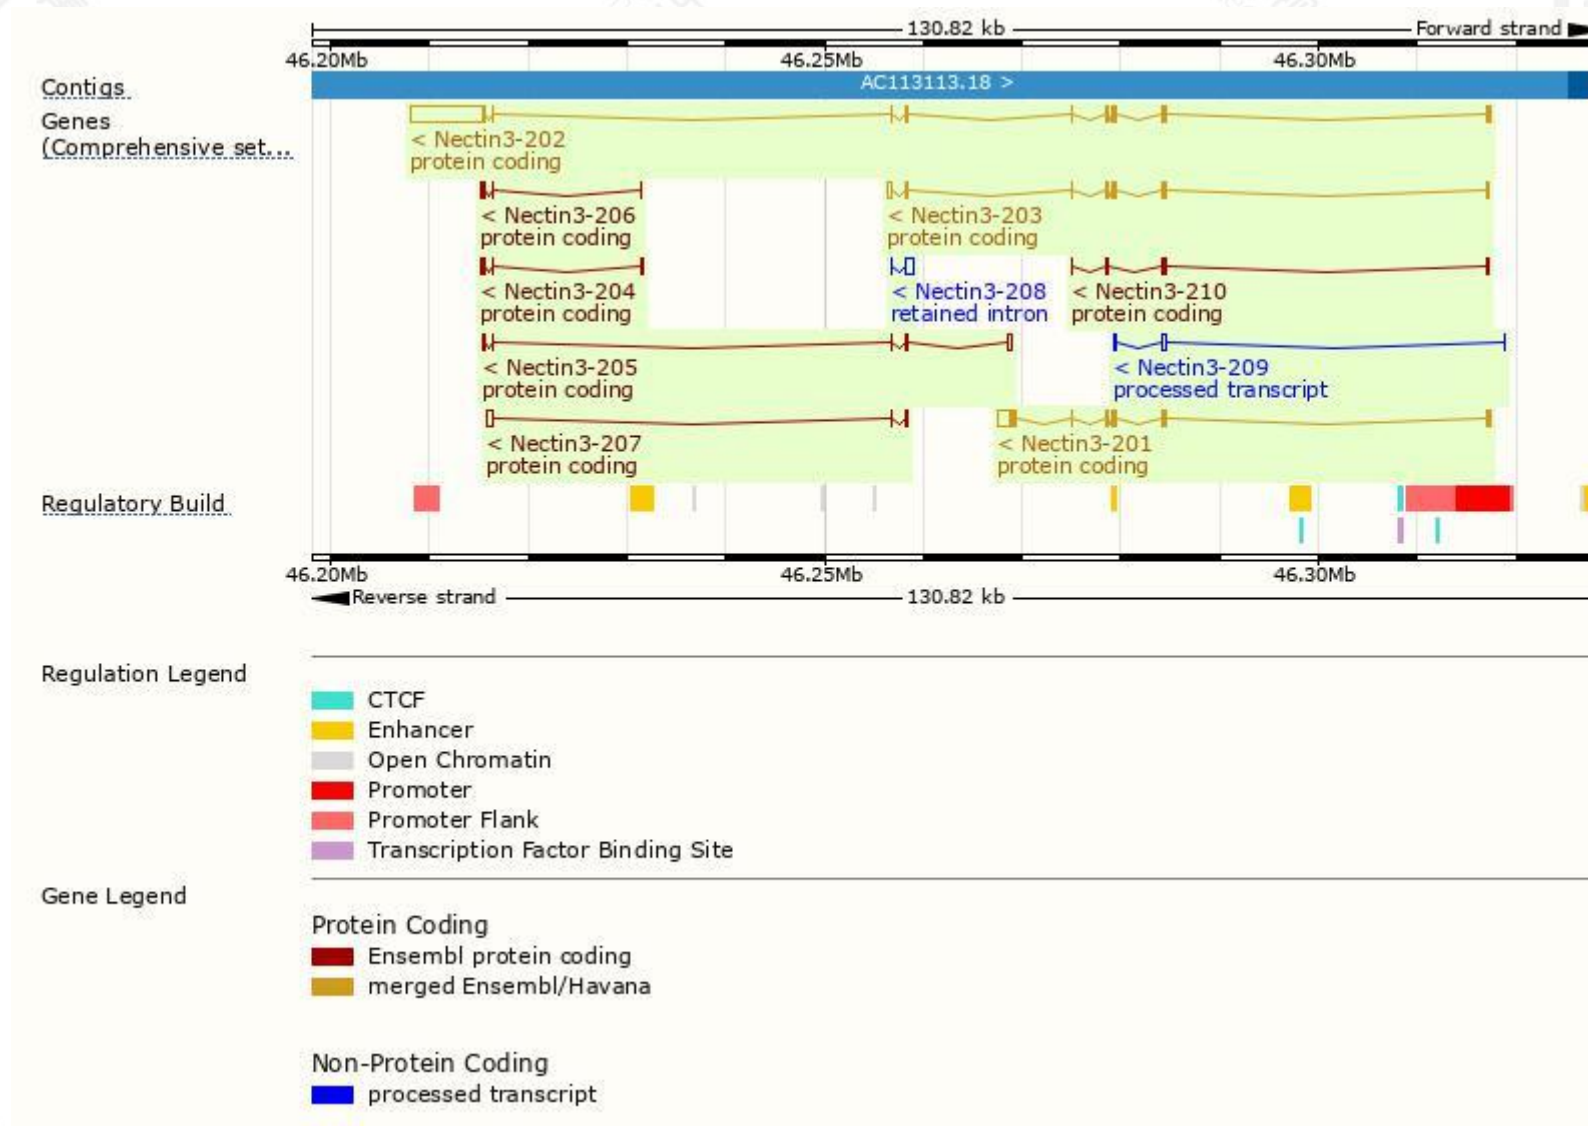 130.82 kb Forward strand
46.20Mb 46.25Mb 46.30Mb
Contigs AC113113.18 >
Genes
(Comprehensive set...
< Nectin3-202
protein coding
< Nectin3-206 < Nectin3-203
protein coding protein coding
< Nectin3-204 < Nectin3-208 < Nectin3-210
protein coding retained intron protein coding
< Nectin3-205 < Nectin3-209
protein coding processed transcript
< Nectin3-207 < Nectin3-201
protein coding protein coding
Regulatory Build
46.20Mb 46.25Mb 46.30Mb
Reverse strand 130.82 kb
Regulation Legend
CTCF
Enhancer
Open Chromatin
Promoter
Promoter Flank
Transcription Factor Binding Site
Gene Legend
Protein Coding
Ensembl protein coding
merged Ensembl/Havana
Non-Protein Coding
processed transcript